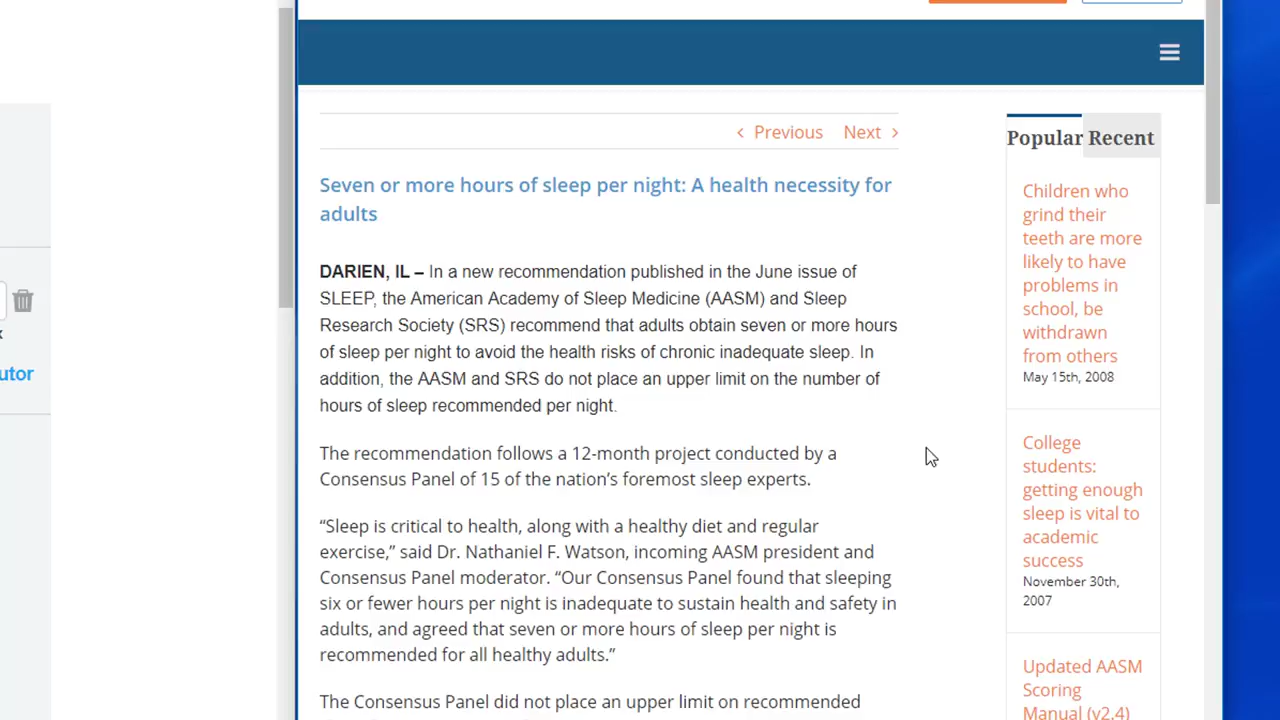 x
utor
Previous
Next
Seven or more hours of sleep per night: A health necessity for
adults
DARIEN, IL – In a new recommendation published in the June issue of
SLEEP, the American Academy of Sleep Medicine (AASM) and Sleep
Research Society (SRS) recommend that adults obtain seven or more hours
of sleep per night to avoid the health risks of chronic inadequate sleep. In
addition, the AASM and SRS do not place an upper limit on the number of
hours of sleep recommended per night.
The recommendation follows a 12-month project conducted by a
Consensus Panel of 15 of the nation’s foremost sleep experts.
“Sleep is critical to health, along with a healthy diet and regular
exercise,” said Dr. Nathaniel F. Watson, incoming AASM president and
Consensus Panel moderator. “Our Consensus Panel found that sleeping
six or fewer hours per night is inadequate to sustain health and safety in
adults, and agreed that seven or more hours of sleep per night is
recommended for all healthy adults.”
The Consensus Panel did not place an upper limit on recommended
Popular Recent
Children who
grind their
teeth are more
likely to have
problems in
school, be
withdrawn
from others
May 15th, 2008
College
students:
getting enough
sleep is vital to
academic
success
November 30th,
2007
Updated AASM
Scoring
Manual (v2.4)